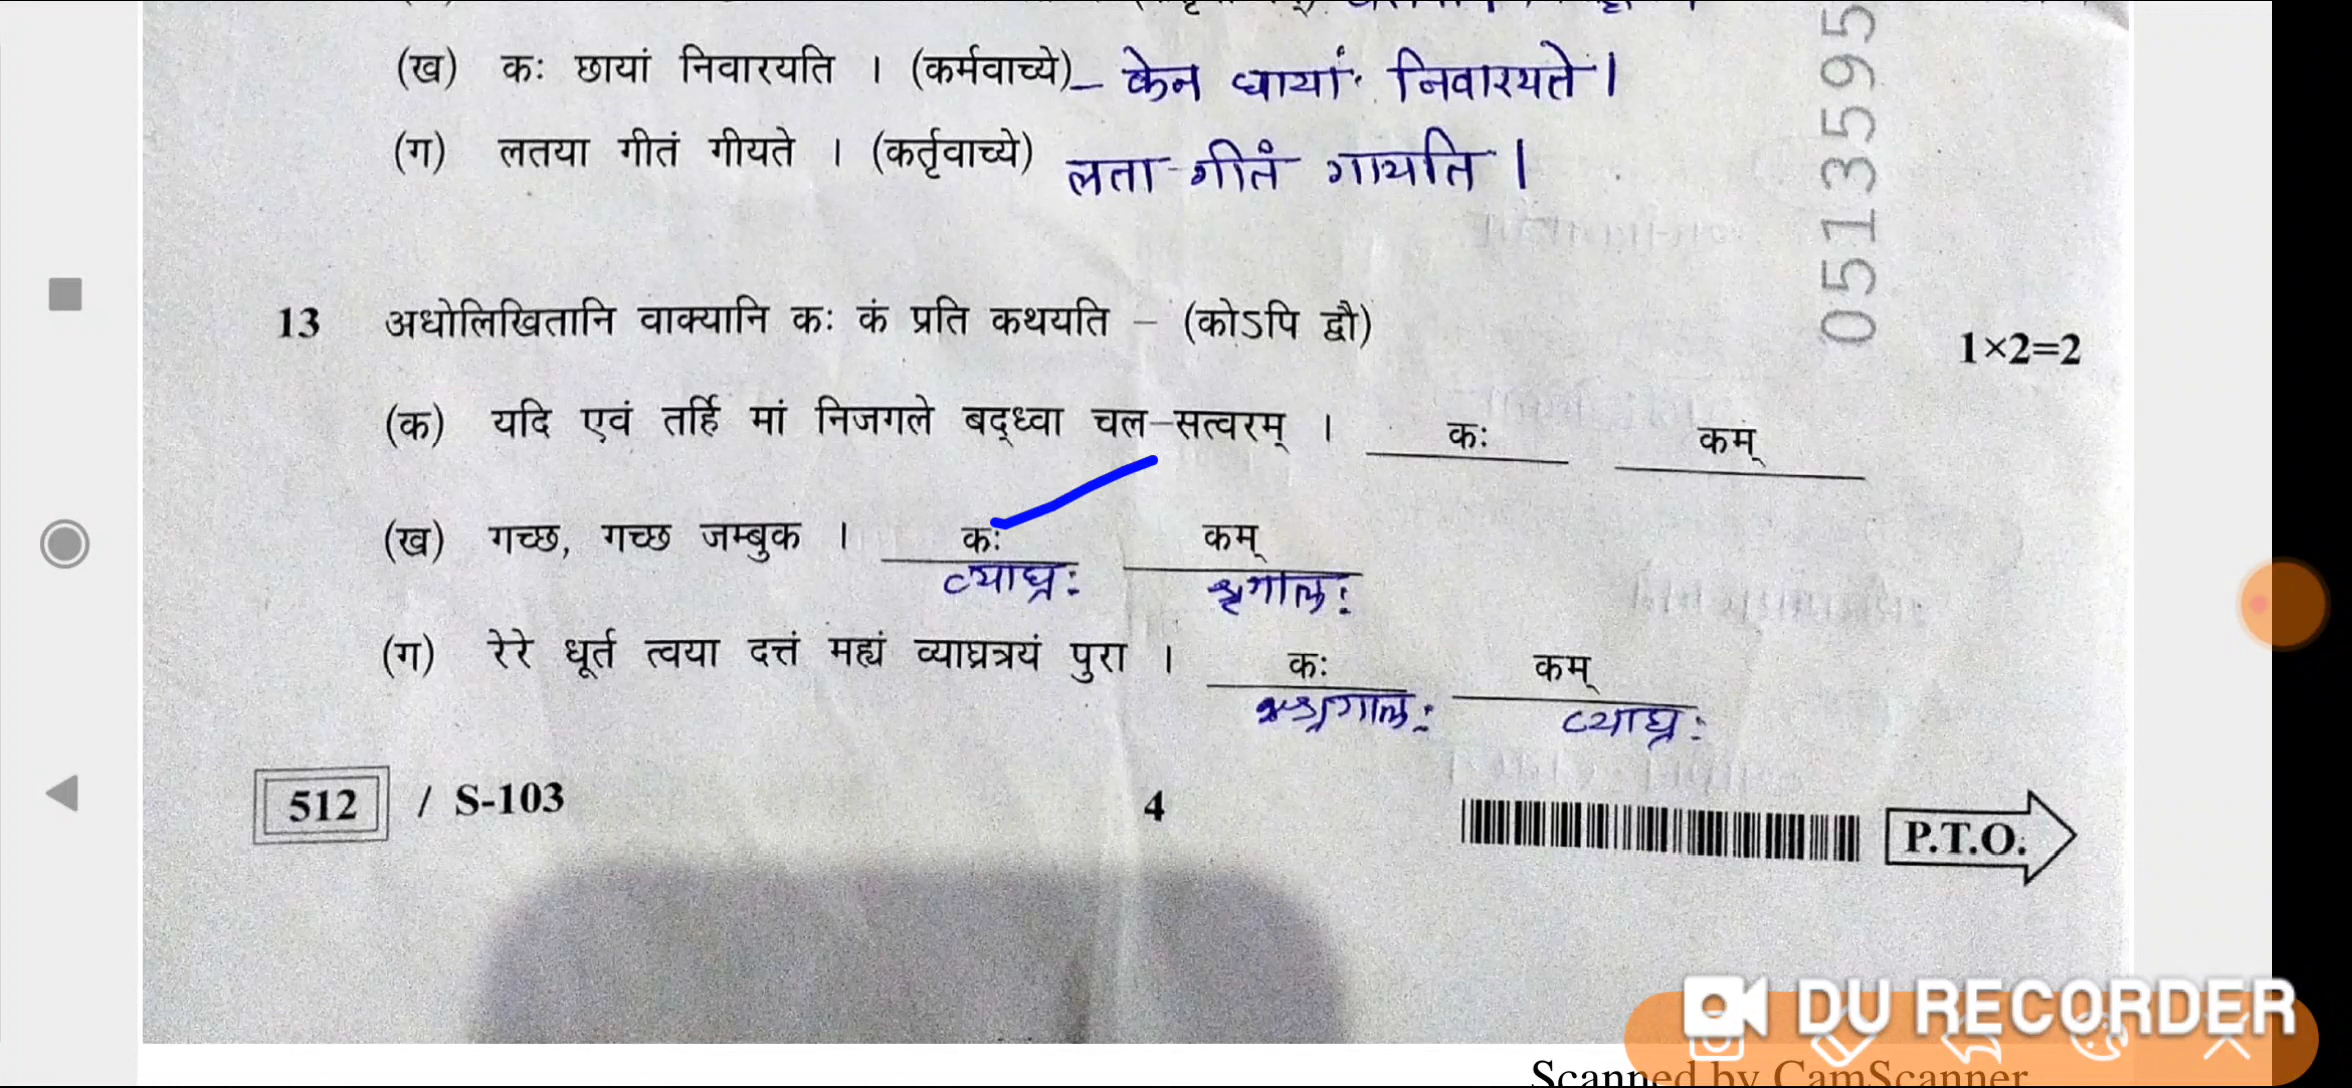 (ख) कः छायां निवारयति । (कर्मवाच्ये) – केन धायां निवारयते ।
(ग) लतया गीतं गीयते । (कर्तृवाच्ये) लता गीतं गायति ।
0513595
13 अधोलिखितानि वाक्यानि कः कं प्रति कथयति – (कोऽपि द्वौ)
1×2=2
(क) यदि एवं तर्हि मां निजगले बद्ध्वा चल सत्वरम् । कः कम्
(ख) गच्छ, गच्छ जम्बुक । कः कम्
व्याघ्रः शृगालः
(ग) रेरे धूर्त त्वया दत्तं मह्यं व्याघ्रत्रयं पुरा । कः कम्
शृगालः व्याघ्रः
512 / S-103 4 P.T.O.
DU RECORDER
Scanned by CamScanner